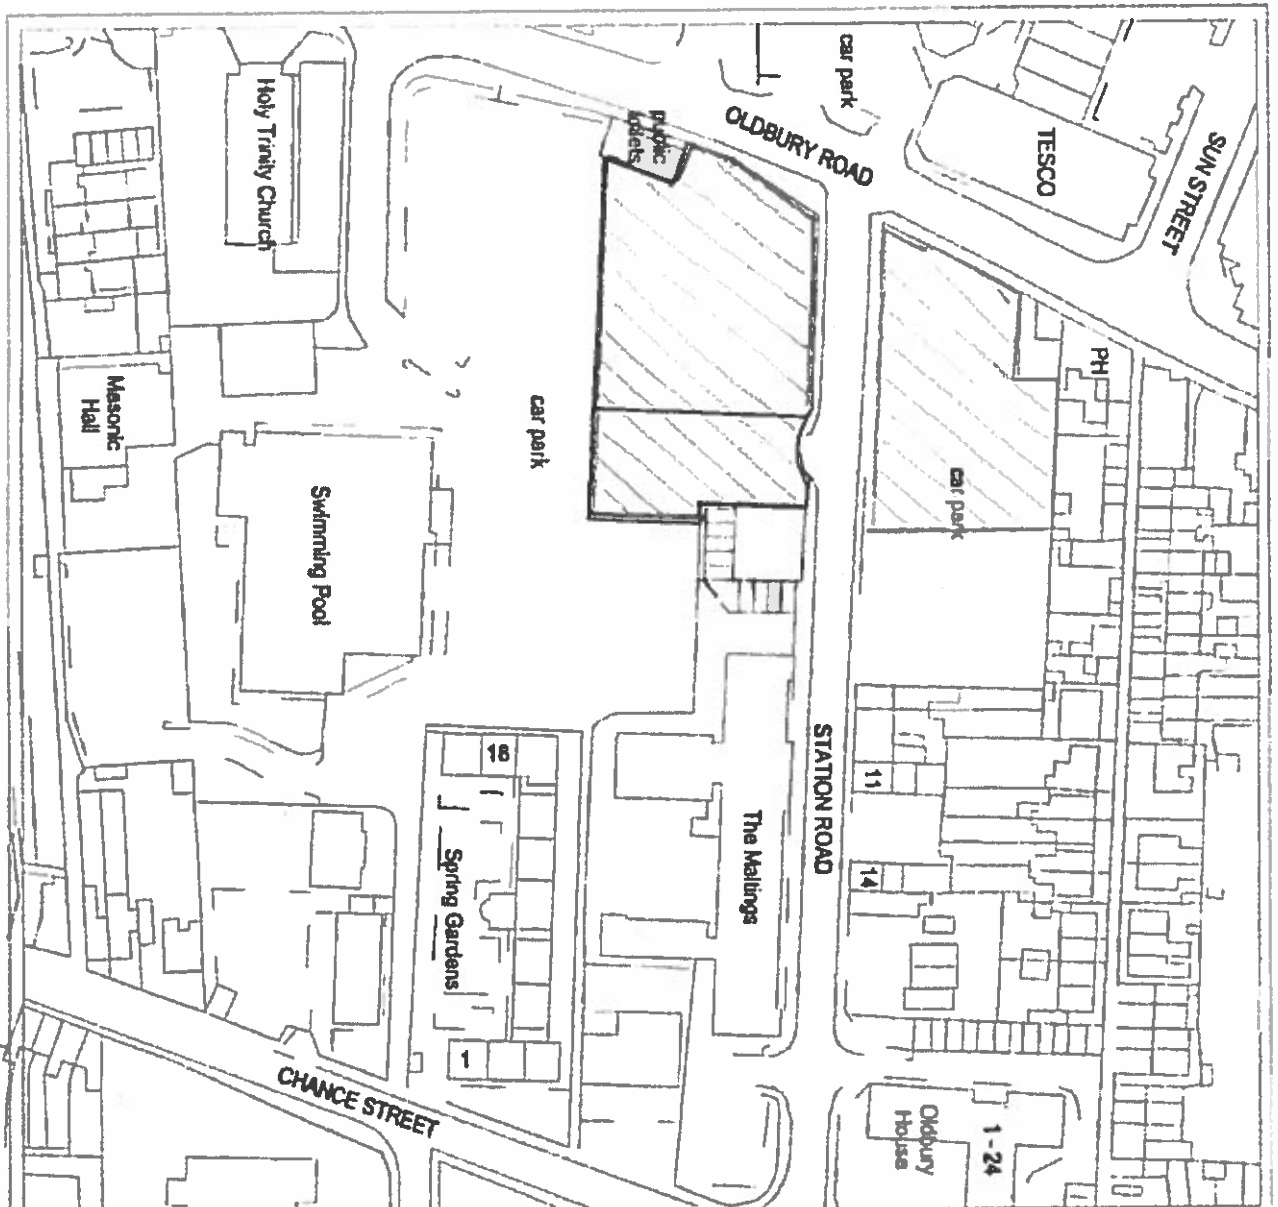 car park
OLDBURY ROAD
TESCO
SUN STREET
public
toilets
Holy Trinity Church
PH
Masonic
Hall
car park
car park
Swimming Pool
STATION ROAD
11
14
16
The Maltings
Spring Gardens
1
CHANCE STREET
Oldbury
House
1 - 24